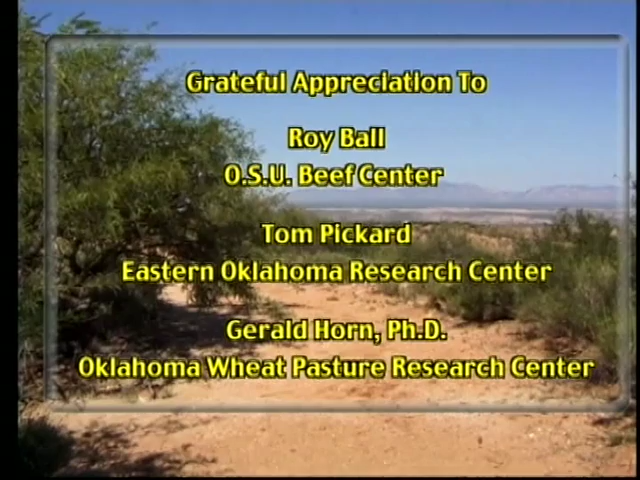 Grateful Appreciation To
Roy Ball
O.S.U. Beef Center
Tom Pickard
Eastern Oklahoma Research Center
Gerald Horn, Ph.D.
Oklahoma Wheat Pasture Research Center